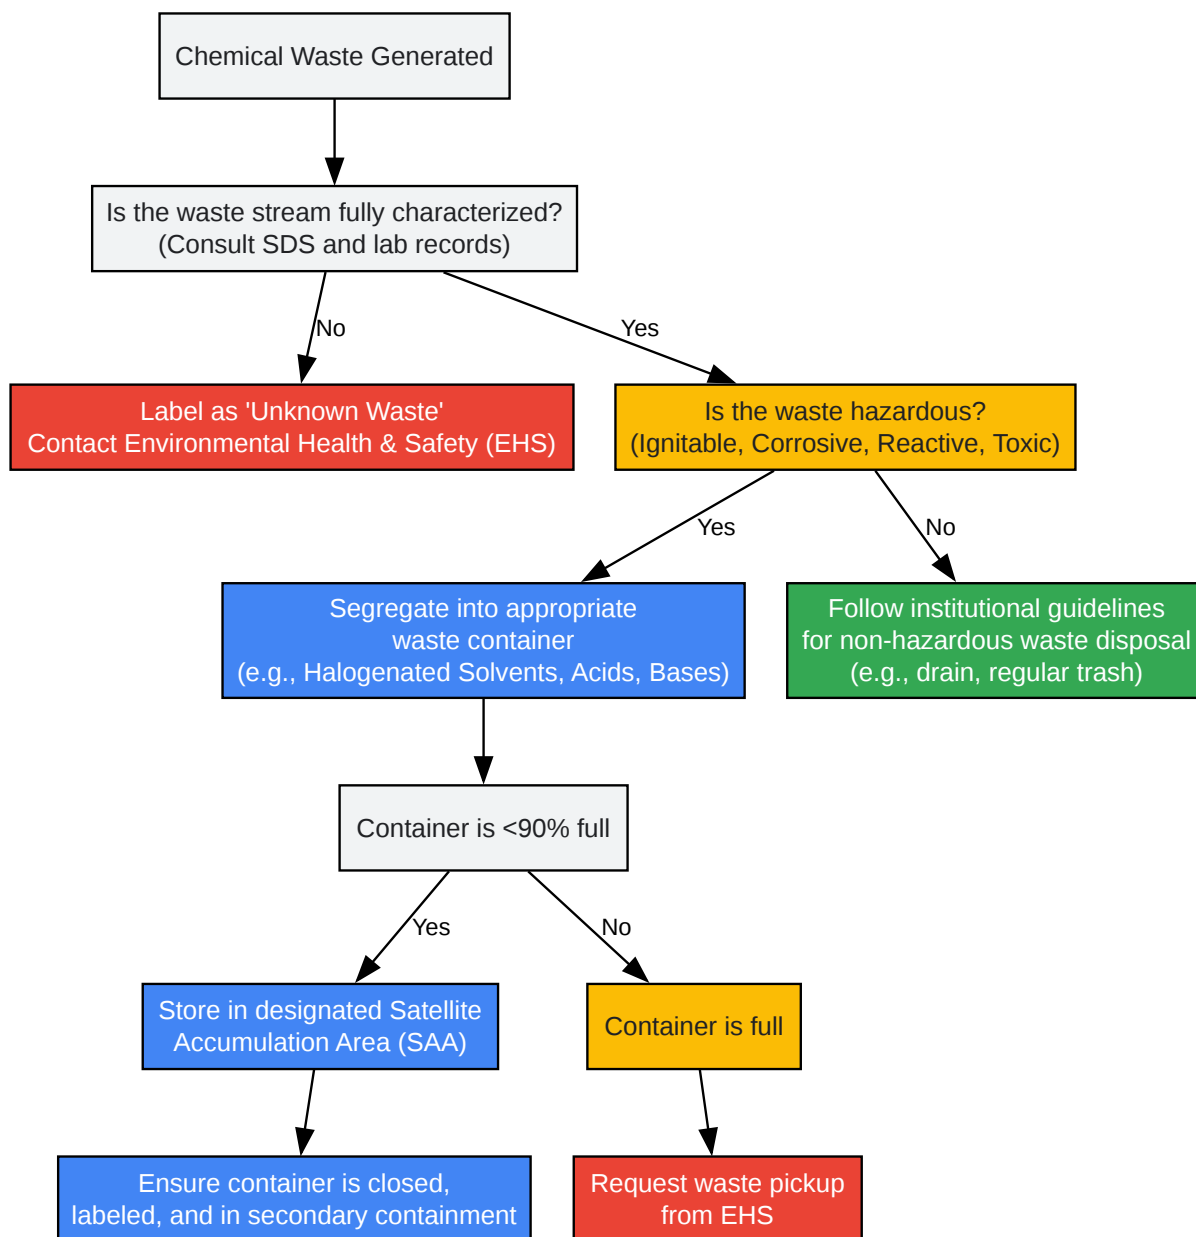 Chemical Waste Generated
Is the waste stream fully characterized?
(Consult SDS and lab records)
No
Yes
Label as 'Unknown Waste'
Contact Environmental Health & Safety (EHS)
Is the waste hazardous?
(Ignitable, Corrosive, Reactive, Toxic)
Yes
No
Segregate into appropriate
waste container
(e.g., Halogenated Solvents, Acids, Bases)
Follow institutional guidelines
for non-hazardous waste disposal
(e.g., drain, regular trash)
Container is <90% full
Yes
No
Store in designated Satellite
Accumulation Area (SAA)
Container is full
Ensure container is closed,
labeled, and in secondary containment
Request waste pickup
from EHS